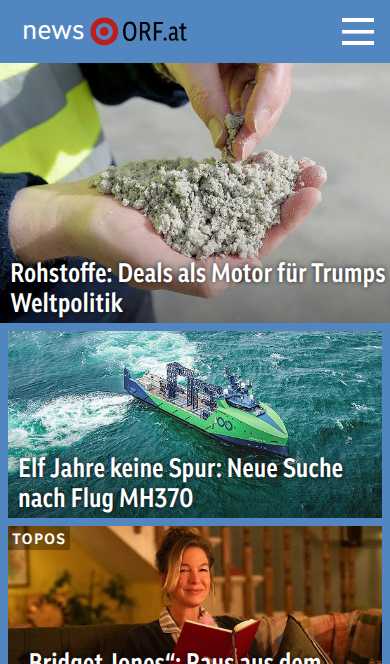 news ORF.at
Rohstoffe: Deals als Motor für Trumps
Weltpolitik
Elf Jahre keine Spur: Neue Suche
nach Flug MH370
TOPOS
„Bridget Jones“: Raus aus dem